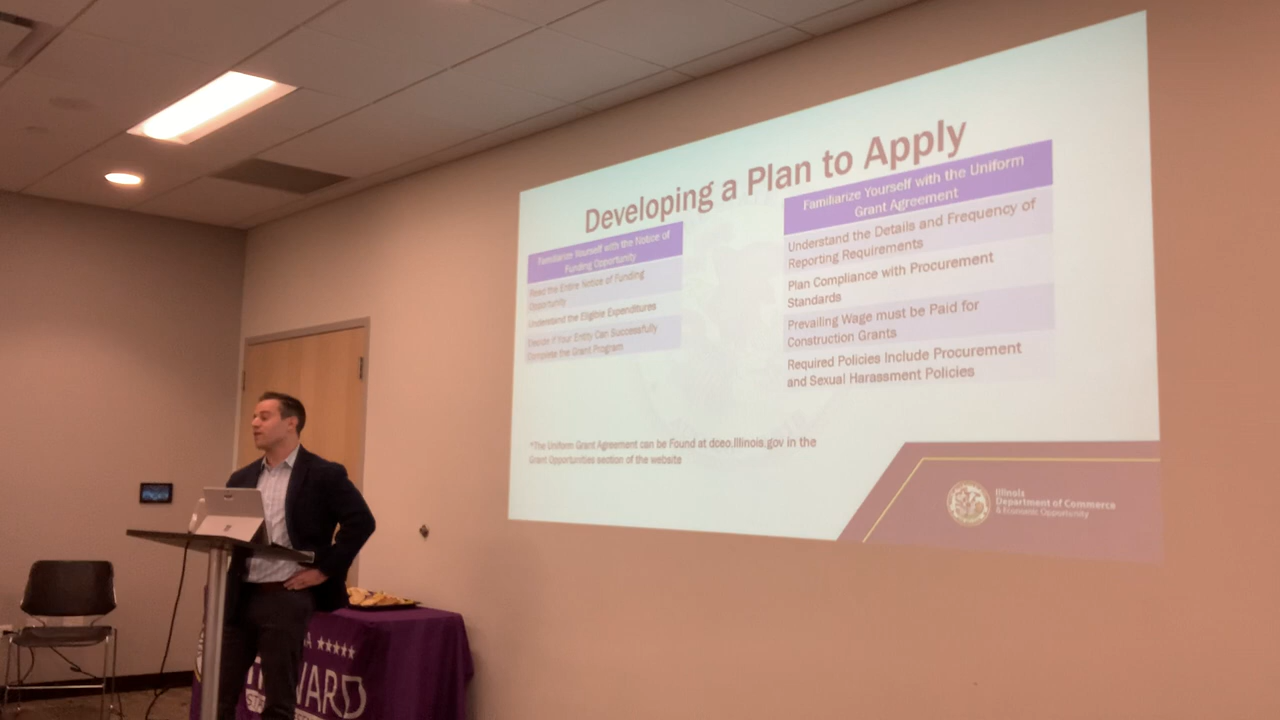 Developing a Plan to Apply
Familiarize Yourself with the Notice of
Funding Opportunity
Read the Entire Notice of Funding
Opportunity
Understand the Eligible Expenditures
Decide if Your Entity Can Successfully
Complete the Grant Program
Familiarize Yourself with the Uniform
Grant Agreement
Understand the Details and Frequency of
Reporting Requirements
Plan Compliance with Procurement
Standards
Prevailing Wage must be Paid for
Construction Grants
Required Policies Include Procurement
and Sexual Harassment Policies
*The Uniform Grant Agreement can be Found at dceo.Illinois.gov in the
Grant Opportunities section of the website
Illinois
Department of Commerce
& Economic Opportunity